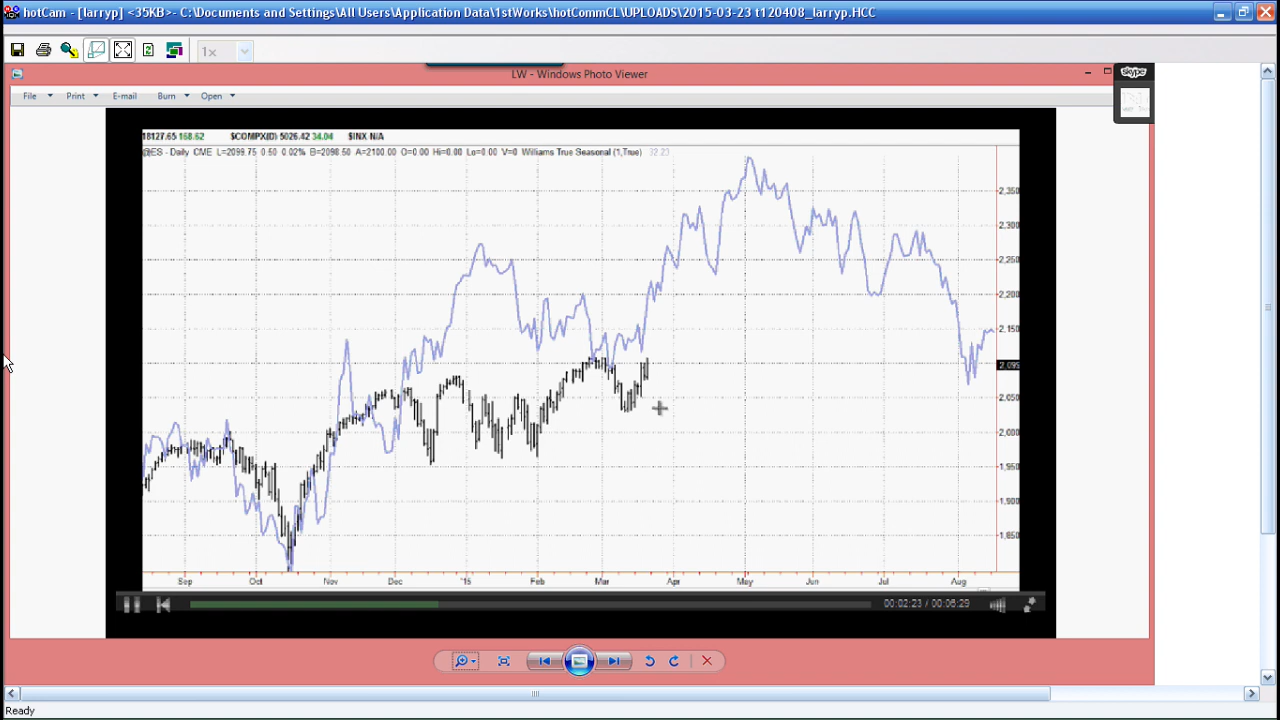 hotCam - [larryp] <35KB>- C:\Documents and Settings\All Users\Application Data\1stWorks\hotCommCL\UPLOADS\2015-03-23 t120408_larryp.HCC
1x
LW - Windows Photo Viewer
skype
File Print E-mail Burn Open
18127.65 168.62 $COMPX(D) 5026.42 34.04 $INX N/A
@ES - Daily CME L=2099.75 0.50 0.02% B=2098.50 A=2100.00 O=0.00 Hi=0.00 Lo=0.00 V=0 Williams True Seasonal (1,True) 32.23
2,350
2,300
2,250
2,200
2,150
2,095
2,050
2,000
1,950
1,900
1,850
Sep Oct Nov Dec '15 Feb Mar Apr May Jun Jul Aug
00:02:23 / 00:06:29
Ready